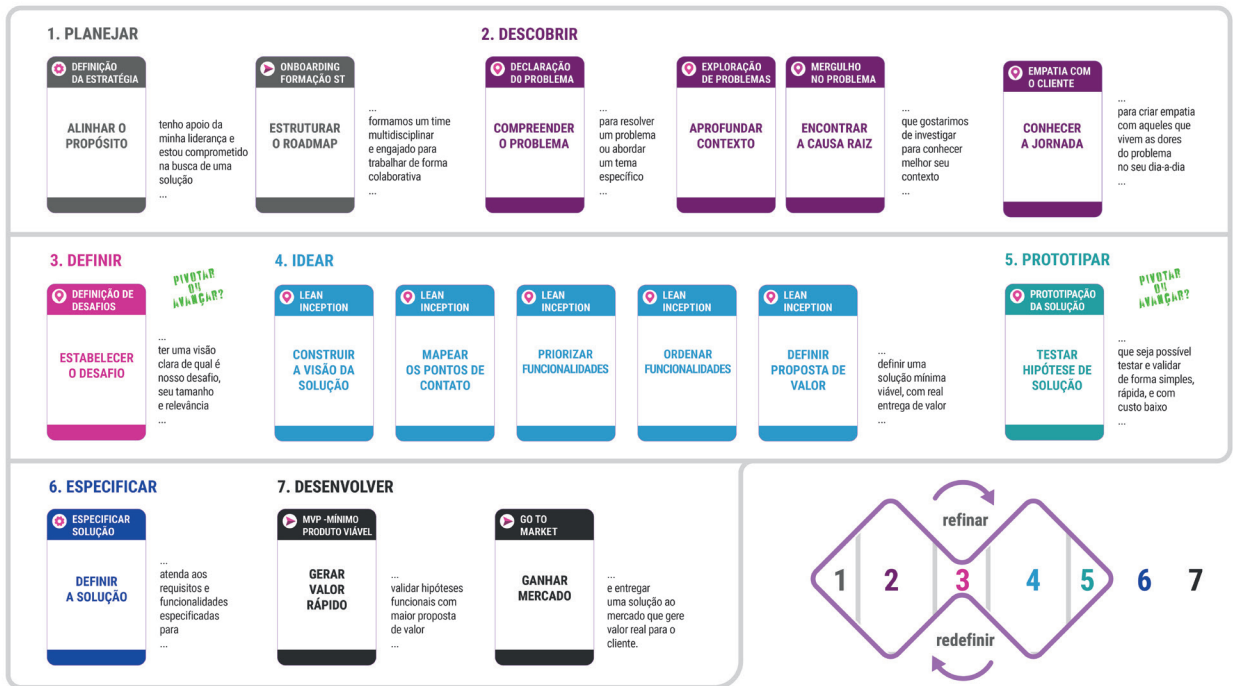 1. PLANEJAR
DEFINIÇÃO
DA ESTRATÉGIA
ALINHAR O
PROPÓSITO
tenho apoio da
minha liderança e
estou comprometido
na busca de uma
solução
...
ONBOARDING
FORMAÇÃO ST
ESTRUTURAR
O ROADMAP
...
formamos um time
multidisciplinar
e engajado para
trabalhar de forma
colaborativa
...
2. DESCOBRIR
DECLARAÇÃO
DO PROBLEMA
COMPREENDER
O PROBLEMA
...
para resolver
um problema
ou abordar
um tema
específico
...
EXPLORAÇÃO
DE PROBLEMAS
APROFUNDAR
CONTEXTO
MERGULHO
NO PROBLEMA
ENCONTRAR
A CAUSA RAIZ
...
que gostaríamos
de investigar
para conhecer
melhor seu
contexto
...
EMPATIA COM
O CLIENTE
CONHECER
A JORNADA
...
para criar empatia
com aqueles que
vivem as dores
do problema
no seu dia-a-dia
...
3. DEFINIR
DEFINIÇÃO DE
DESAFIOS
ESTABELECER
O DESAFIO
PIVOTAR
OU
AVANÇAR?
...
ter uma visão
clara de qual é
nosso desafio,
seu tamanho
e relevância
...
4. IDEAR
LEAN
INCEPTION
CONSTRUIR
A VISÃO DA
SOLUÇÃO
LEAN
INCEPTION
MAPEAR
OS PONTOS DE
CONTATO
LEAN
INCEPTION
PRIORIZAR
FUNCIONALIDADES
LEAN
INCEPTION
ORDENAR
FUNCIONALIDADES
LEAN
INCEPTION
DEFINIR
PROPOSTA DE
VALOR
...
definir uma
solução mínima
viável, com real
entrega de valor
...
5. PROTOTIPAR
PROTOTIPAÇÃO
DA SOLUÇÃO
TESTAR
HIPÓTESE DE
SOLUÇÃO
PIVOTAR
OU
AVANÇAR?
...
que seja possível
testar e validar
de forma simples,
rápida, e com
custo baixo
...
6. ESPECIFICAR
ESPECIFICAR
SOLUÇÃO
DEFINIR
A SOLUÇÃO
...
atenda aos
requisitos e
funcionalidades
especificadas
para
...
7. DESENVOLVER
MVP -MÍNIMO
PRODUTO VIÁVEL
GERAR
VALOR
RÁPIDO
...
validar hipóteses
funcionais com
maior proposta
de valor
...
GO TO
MARKET
GANHAR
MERCADO
...
e entregar
uma solução ao
mercado que gere
valor real para o
cliente.
refinar
1 2 3 4 5 6 7
redefinir